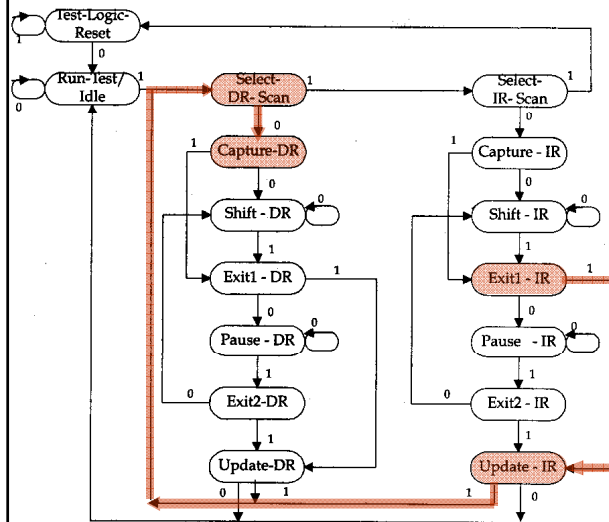 Test-Logic-
Reset
1
0
Run-Test/
Idle
0
1
Select-
DR- Scan
1
Select-
IR- Scan
1
0
0
1
Capture-DR
1
Capture - IR
0
0
Shift - DR
0
Shift - IR
0
1
1
Exit1 - DR
1
Exit1 - IR
1
0
0
Pause - DR
0
Pause - IR
0
1
1
0
Exit2-DR
0
Exit2 - IR
1
1
Update-DR
Update - IR
0
1
1
0